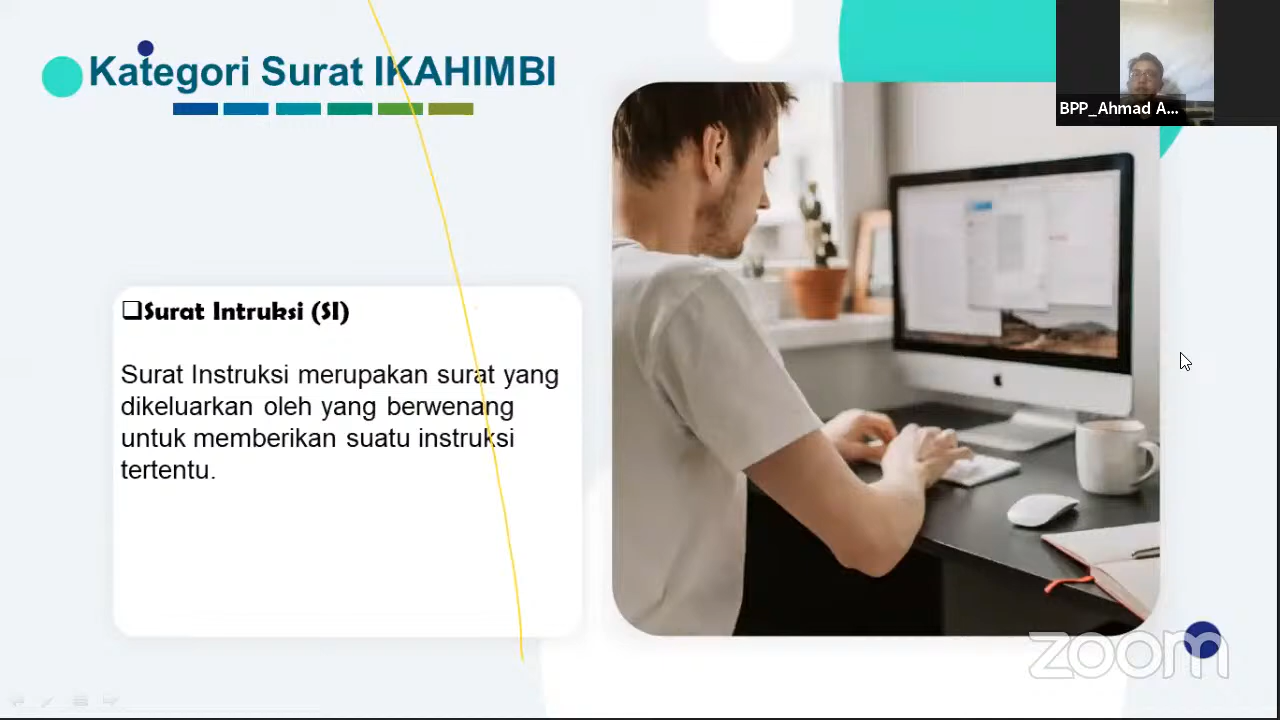 Kategori Surat IKAHIMBI
BPP_Ahmad A...
❑Surat Intruksi (SI)
Surat Instruksi merupakan surat yang
dikeluarkan oleh yang berwenang
untuk memberikan suatu instruksi
tertentu.
zoom